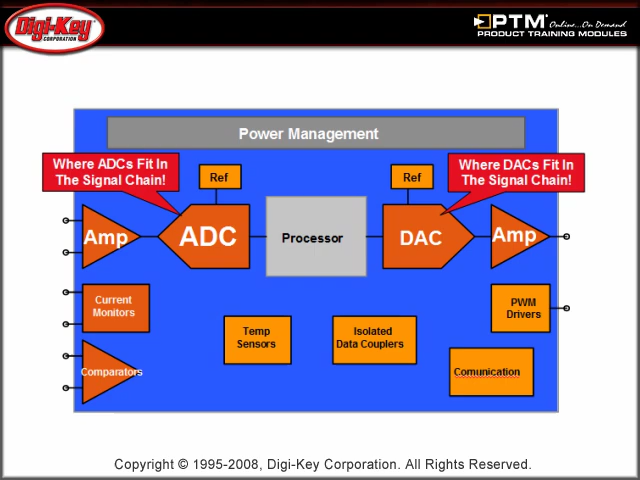 Digi-Key
CORPORATION
PTM
Online...On Demand
PRODUCT TRAINING MODULES
Power Management
Where ADCs Fit In
The Signal Chain!
Where DACs Fit In
The Signal Chain!
Ref
Ref
Amp
ADC
Processor
DAC
Amp
Current
Monitors
PWM
Drivers
Temp
Sensors
Isolated
Data Couplers
Comparators
Comunication
Copyright © 1995-2008, Digi-Key Corporation. All Rights Reserved.